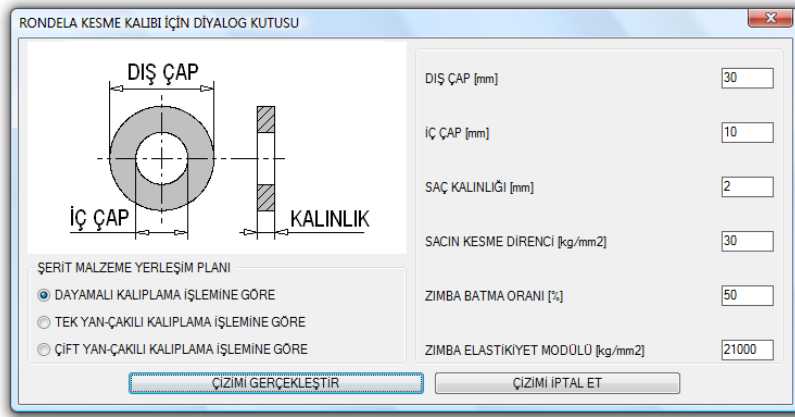 RONDELA KESME KALIBI İÇİN DİYALOG KUTUSU
DIŞ ÇAP
İÇ ÇAP
KALINLIK
ŞERİT MALZEME YERLEŞİM PLANI
DAYAMALI KALIPLAMA İŞLEMİNE GÖRE
TEK YAN-ÇAKILI KALIPLAMA İŞLEMİNE GÖRE
ÇİFT YAN-ÇAKILI KALIPLAMA İŞLEMİNE GÖRE
DIŞ ÇAP [mm] 30
İÇ ÇAP [mm] 10
SAÇ KALINLIĞI [mm] 2
SACIN KESME DİRENCİ [kg/mm2] 30
ZIMBA BATMA ORANI [%] 50
ZIMBA ELASTİKİYET MODÜLÜ [kg/mm2] 21000
ÇİZİMİ GERÇEKLEŞTİR
ÇİZİMİ İPTAL ET